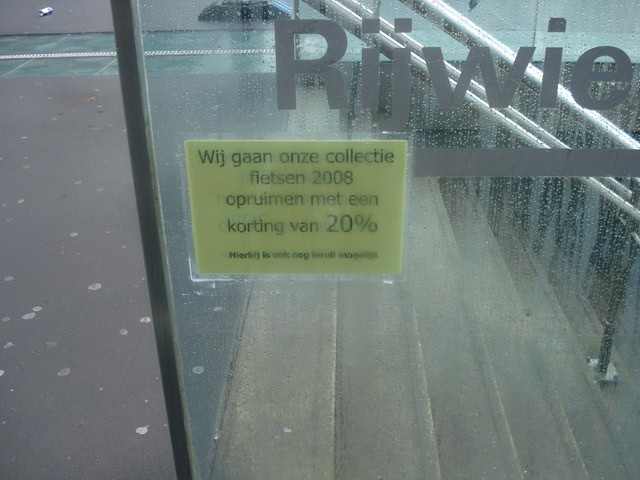 Rijwie
Wij gaan onze collectie
fietsen 2008
opruimen met een
korting van 20%
Hierbij is ook nog inruil mogelijk